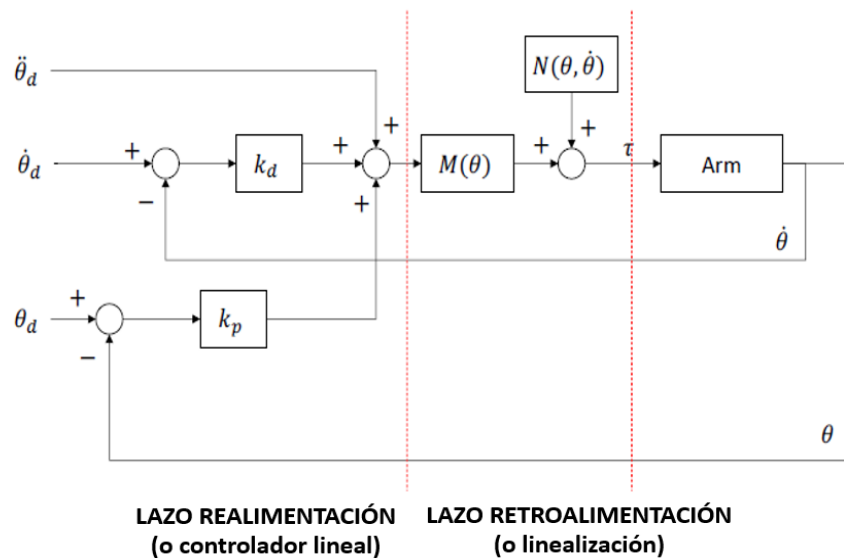 θ̈_d
N(θ, θ̇)
+
+
θ̇_d
+
k_d
+
+
M(θ)
+
τ
Arm
−
+
θ̇
+
θ_d
k_p
−
θ
LAZO REALIMENTACIÓN
(o controlador lineal)
LAZO RETROALIMENTACIÓN
(o linealización)